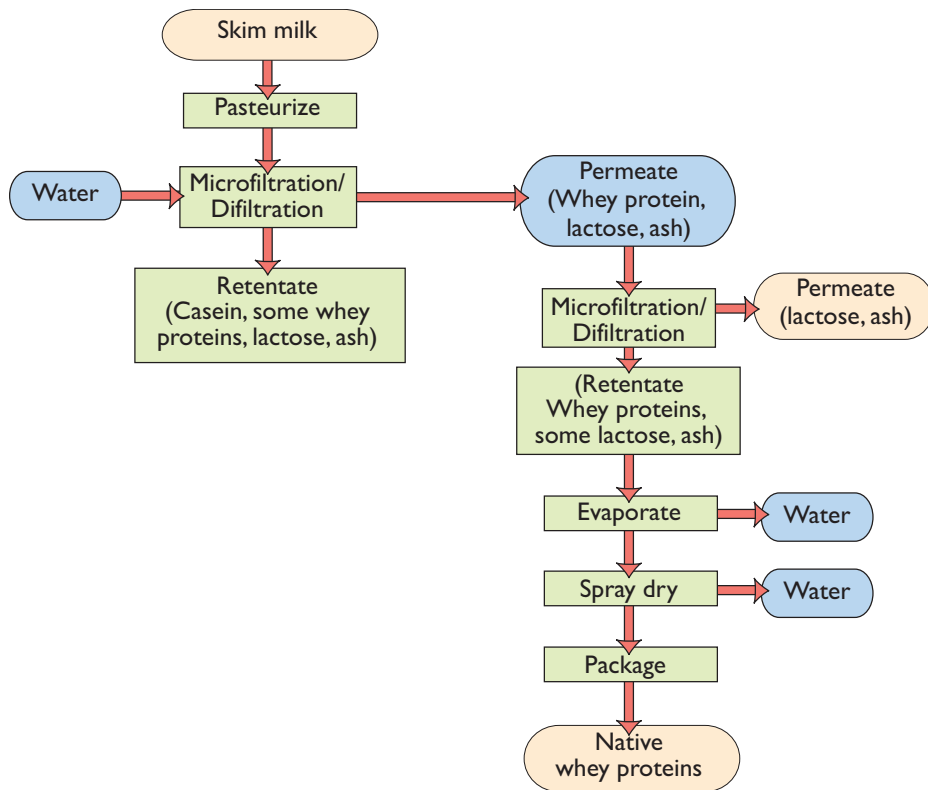 Skim milk
Pasteurize
Water
Microfiltration/
Difiltration
Permeate
(Whey protein,
lactose, ash)
Retentate
(Casein, some whey
proteins, lactose, ash)
Microfiltration/
Difiltration
Permeate
(lactose, ash)
(Retentate
Whey proteins,
some lactose, ash)
Evaporate
Water
Spray dry
Water
Package
Native
whey proteins